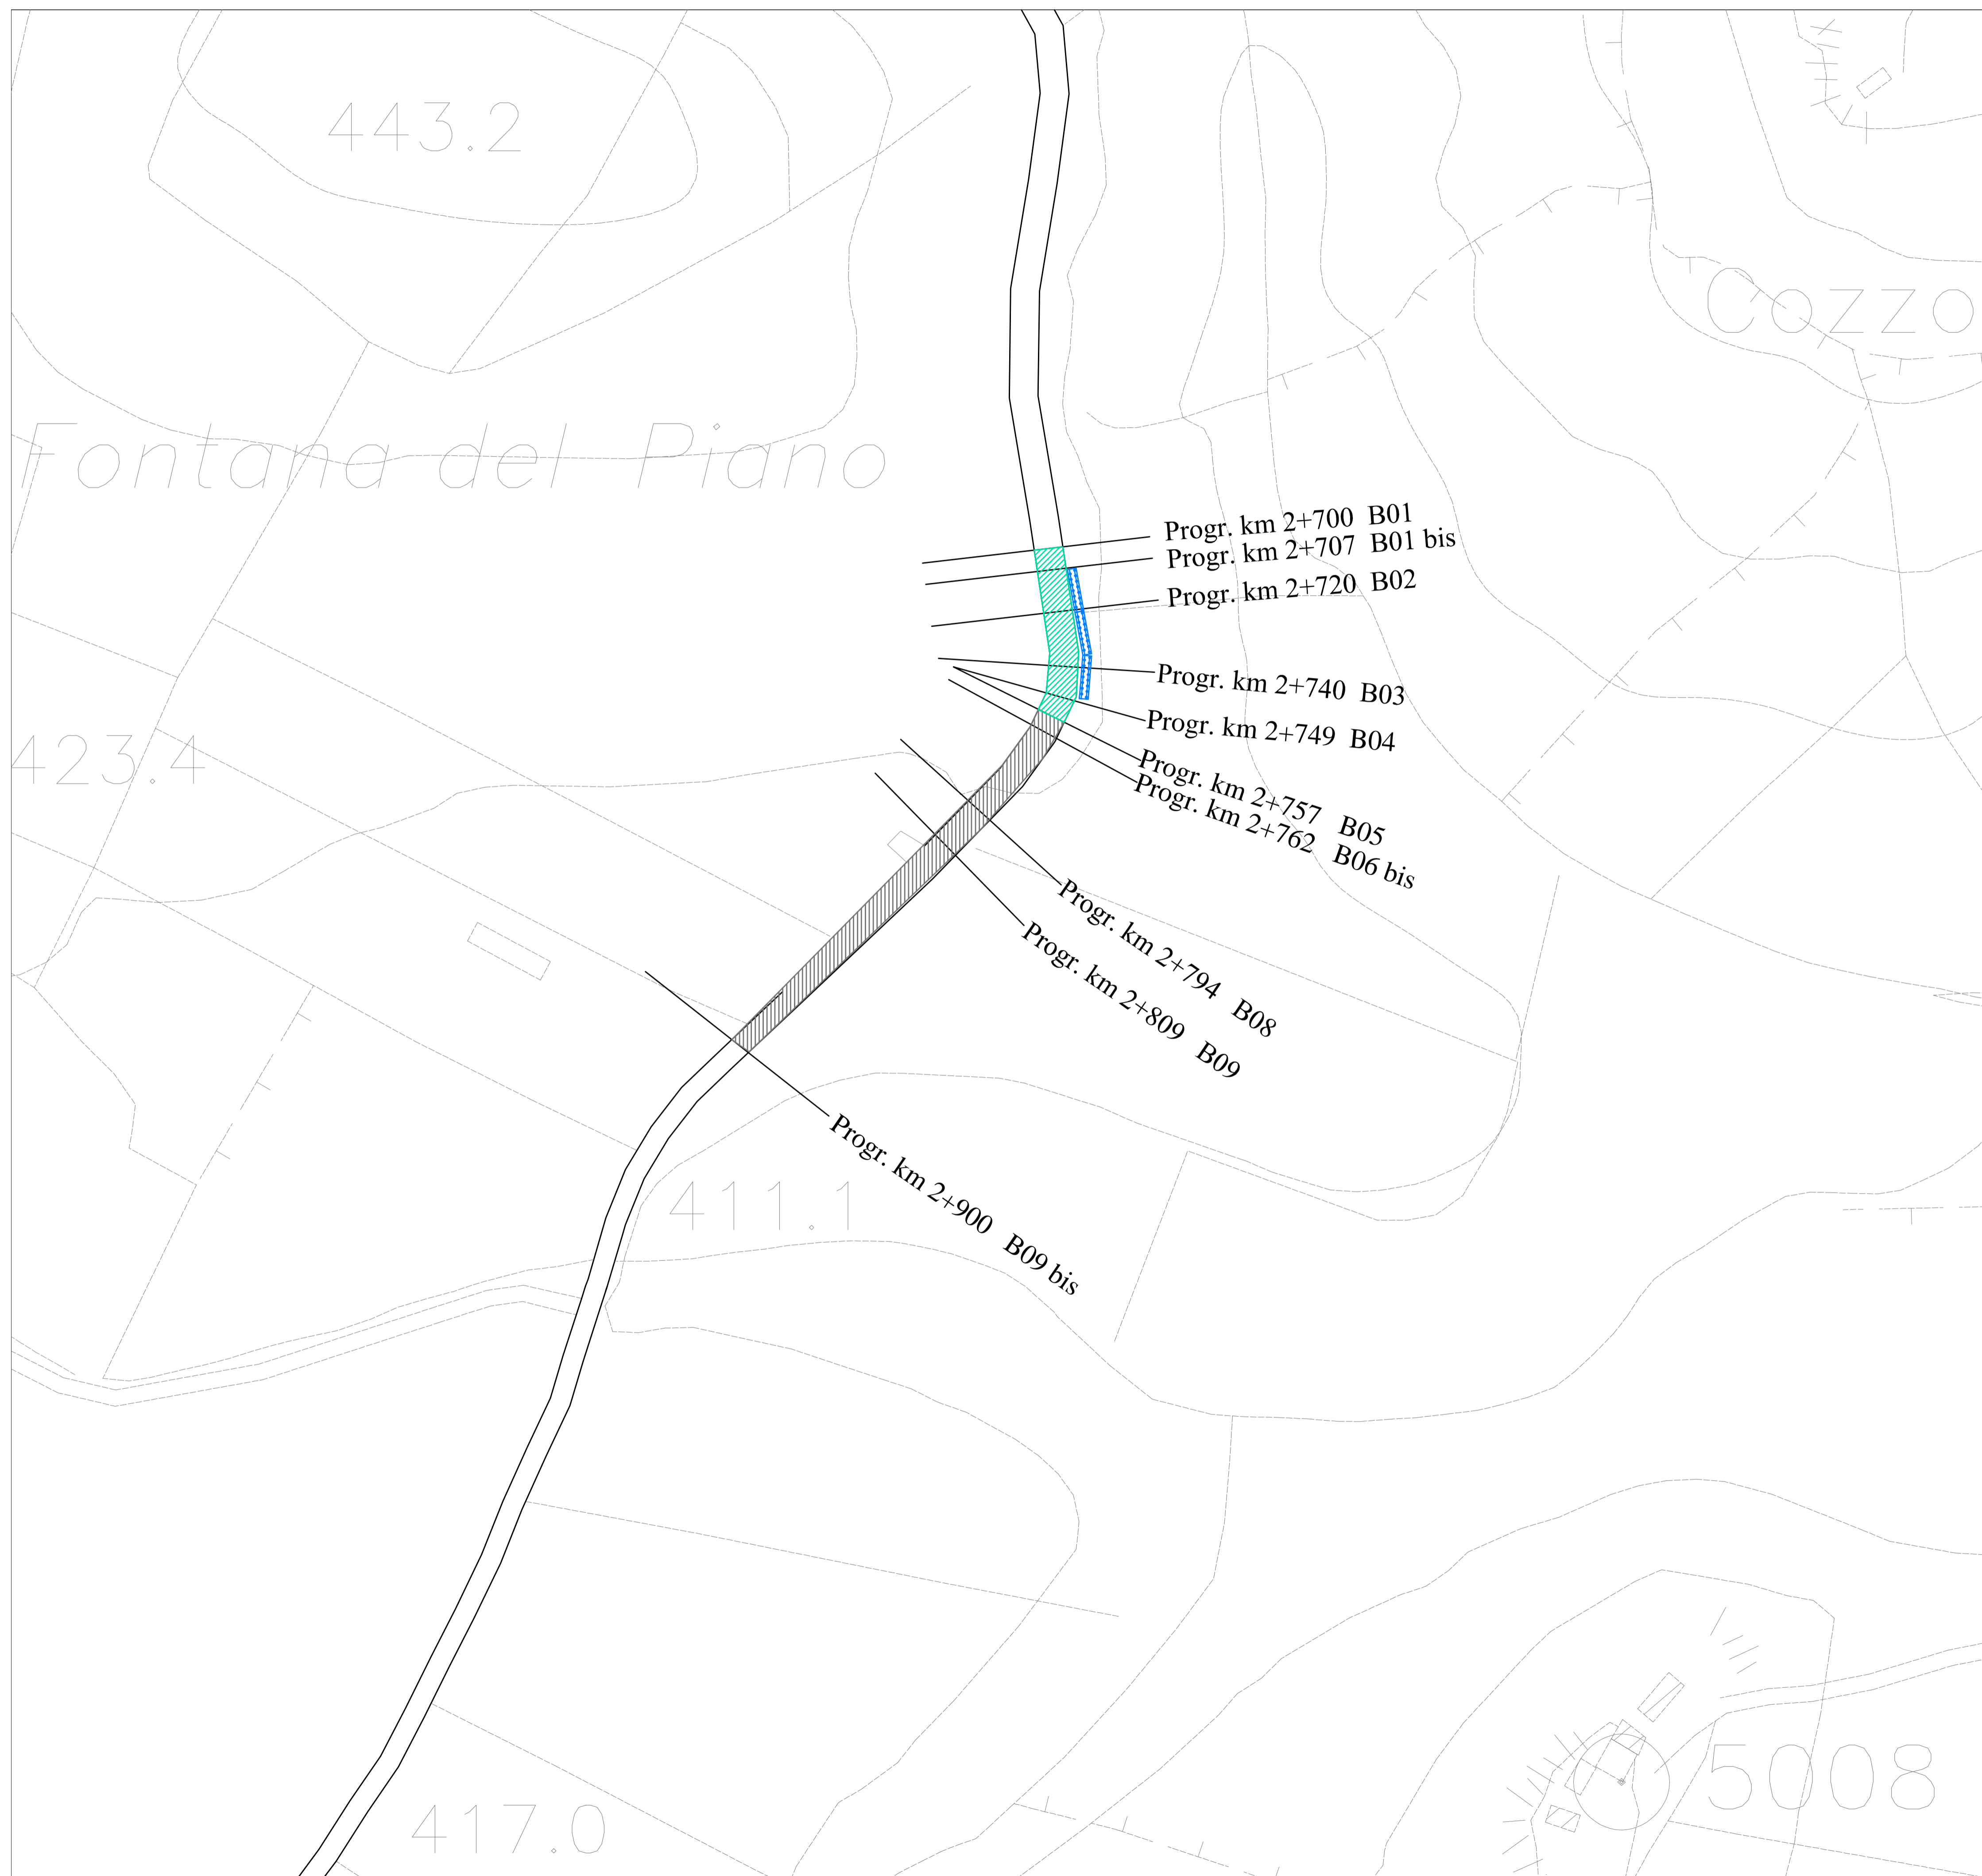 443.2
Cozzo
Fontana del Piano
Progr. km 2+700 B01
Progr. km 2+707 B01 bis
Progr. km 2+720 B02
Progr. km 2+740 B03
Progr. km 2+749 B04
423.4
Progr. km 2+757 B05
Progr. km 2+762 B06 bis
Progr. km 2+794 B08
Progr. km 2+809 B09
Progr. km 2+900 B09 bis
411.1
5008
417.0